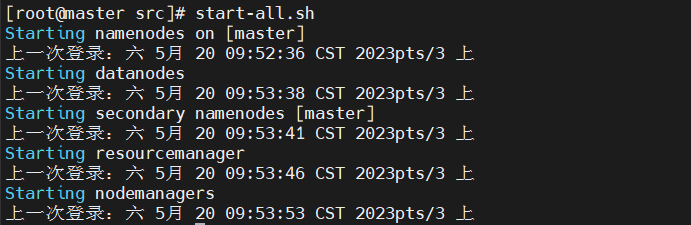 [root@master src]# start-all.sh
Starting namenodes on [master]
上一次登录：六 5月 20 09:52:36 CST 2023pts/3 上
Starting datanodes
上一次登录：六 5月 20 09:53:38 CST 2023pts/3 上
Starting secondary namenodes [master]
上一次登录：六 5月 20 09:53:41 CST 2023pts/3 上
Starting resourcemanager
上一次登录：六 5月 20 09:53:46 CST 2023pts/3 上
Starting nodemanagers
上一次登录：六 5月 20 09:53:53 CST 2023pts/3 上